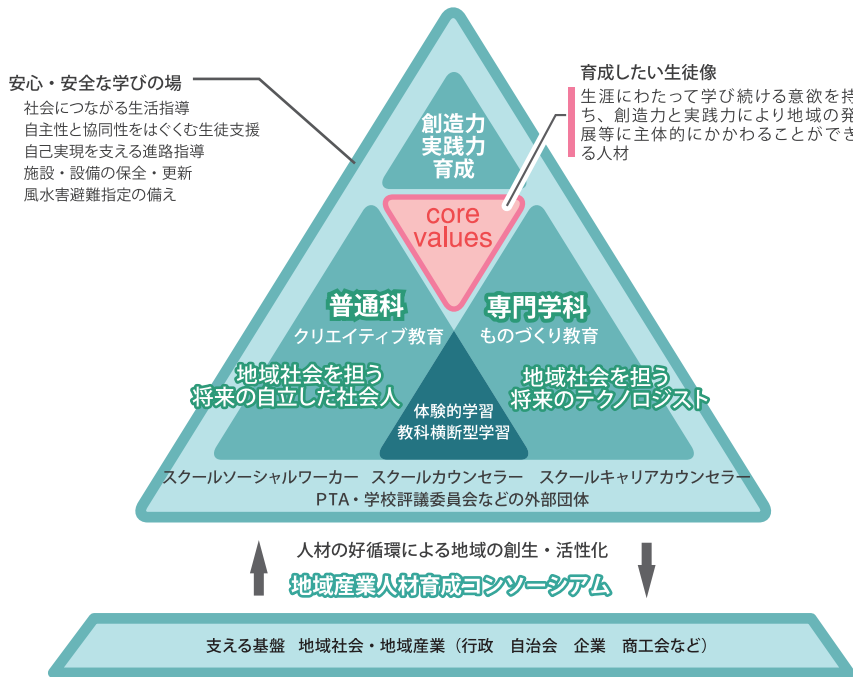 安心・安全な学びの場
社会につながる生活指導
自主性と協同性をはぐくむ生徒支援
自己実現を支える進路指導
施設・設備の保全・更新
風水害避難指定の備え
育成したい生徒像
生涯にわたって学び続ける意欲を持
ち、創造力と実践力により地域の発
展等に主体的にかかわることができ
る人材
創造力
実践力
育成
core
values
普通科
クリエイティブ教育
地域社会を担う
将来の自立した社会人
専門学科
ものづくり教育
地域社会を担う
将来のテクノロジスト
体験的学習
教科横断型学習
スクールソーシャルワーカー　スクールカウンセラー　スクールキャリアカウンセラー
PTA・学校評議委員会などの外部団体
人材の好循環による地域の創生・活性化
地域産業人材育成コンソーシアム
支える基盤　地域社会・地域産業（行政　自治会　企業　商工会など）